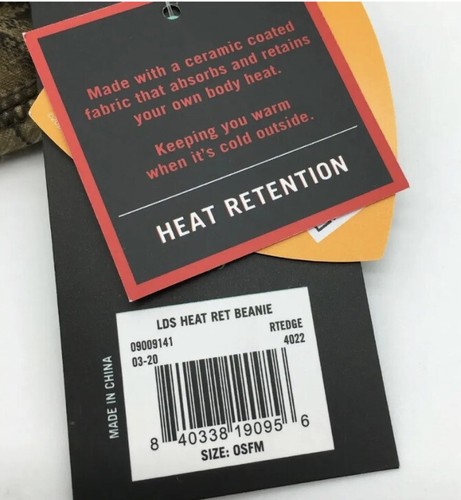 Made with a ceramic coated
fabric that absorbs and retains
your own body heat.
Keeping you warm
when it's cold outside.
HEAT RETENTION
LDS HEAT RET BEANIE
09009141 RTEDGE
03-20 4022
MADE IN CHINA
8 40338 19095 6
SIZE: OSFM